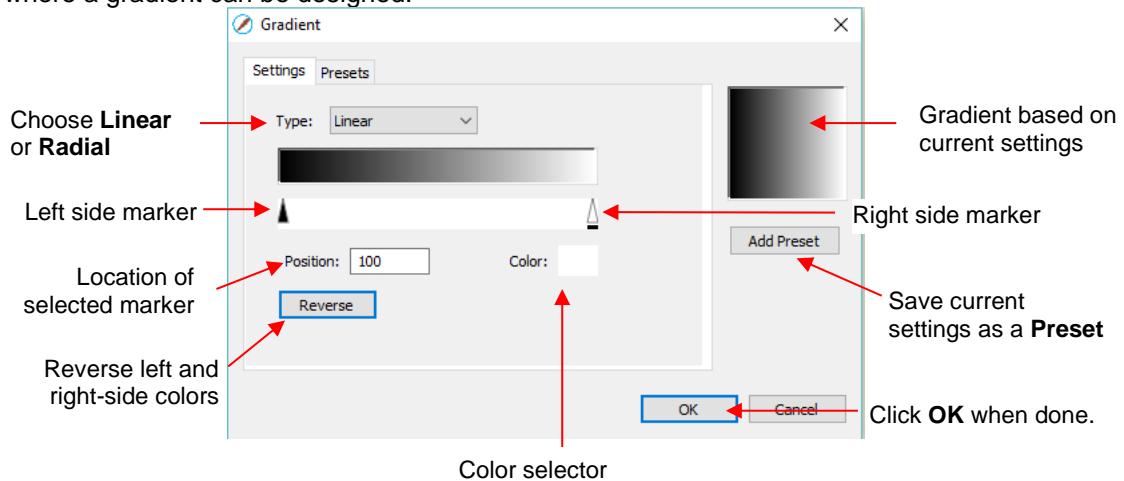 where a gradient can be designed.
Gradient
Settings Presets
Choose Linear
or Radial
Type: Linear
Gradient based on
current settings
Left side marker
Right side marker
Add Preset
Location of
selected marker
Position: 100 Color:
Reverse
Save current
settings as a Preset
Reverse left and
right-side colors
OK Cancel
Click OK when done.
Color selector